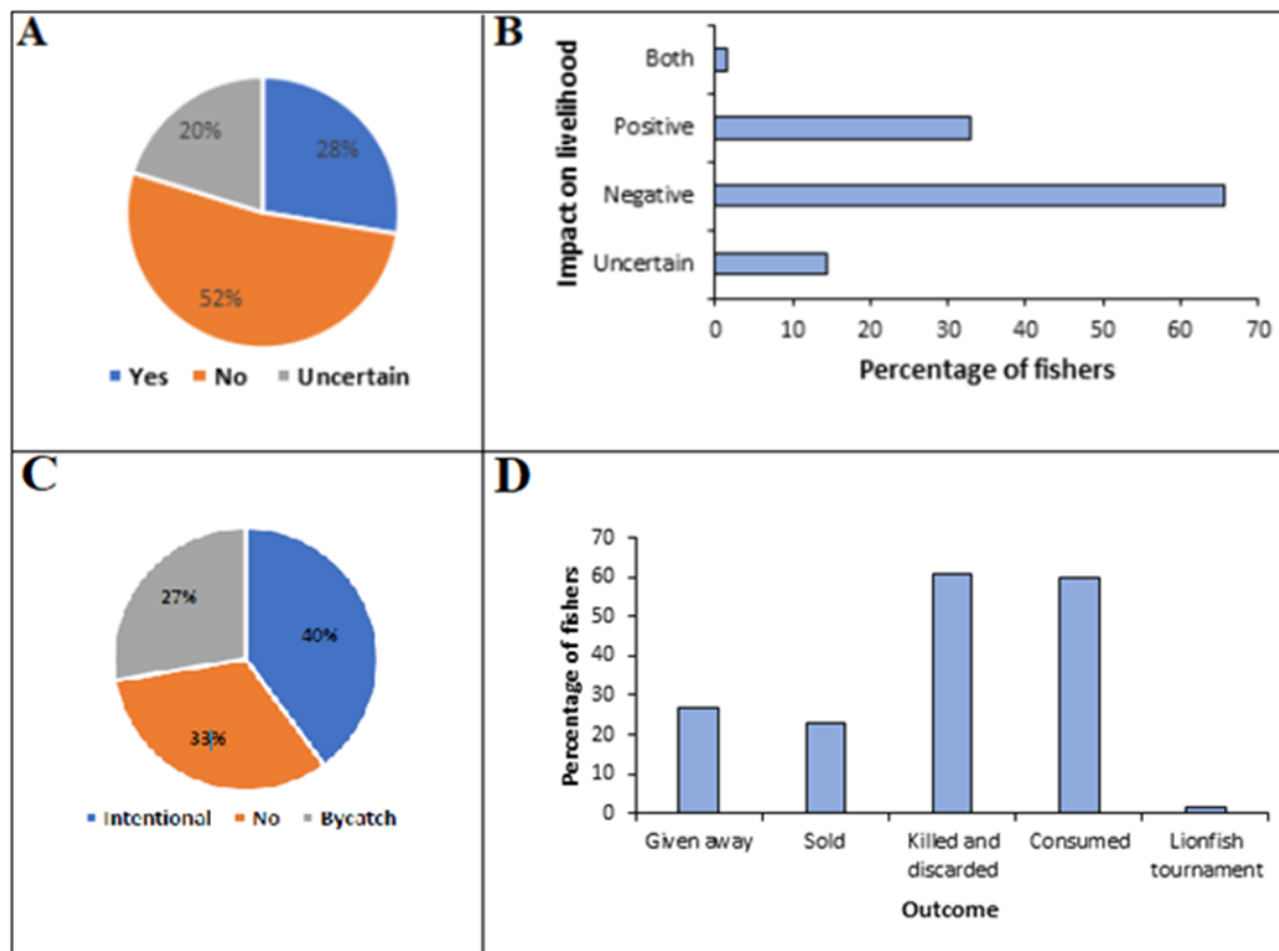 A
20%
28%
52%
Yes No Uncertain
B
Impact on livelihood
Both
Positive
Negative
Uncertain
0 10 20 30 40 50 60 70
Percentage of fishers
C
27%
40%
33%
Intentional No Bycatch
D
Percentage of fishers
70
60
50
40
30
20
10
0
Given away Sold Killed and discarded Consumed Lionfish tournament
Outcome